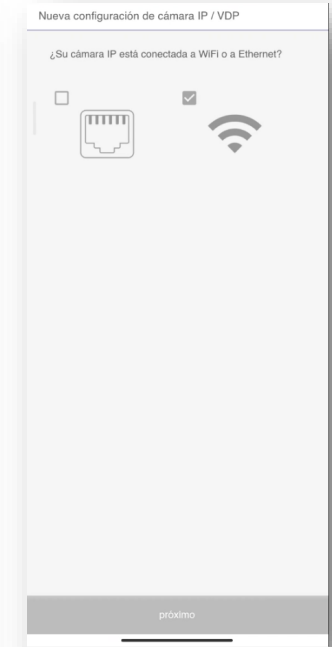 Nueva configuración de cámara IP / VDP
¿Su cámara IP está conectada a WiFi o a Ethernet?
próximo